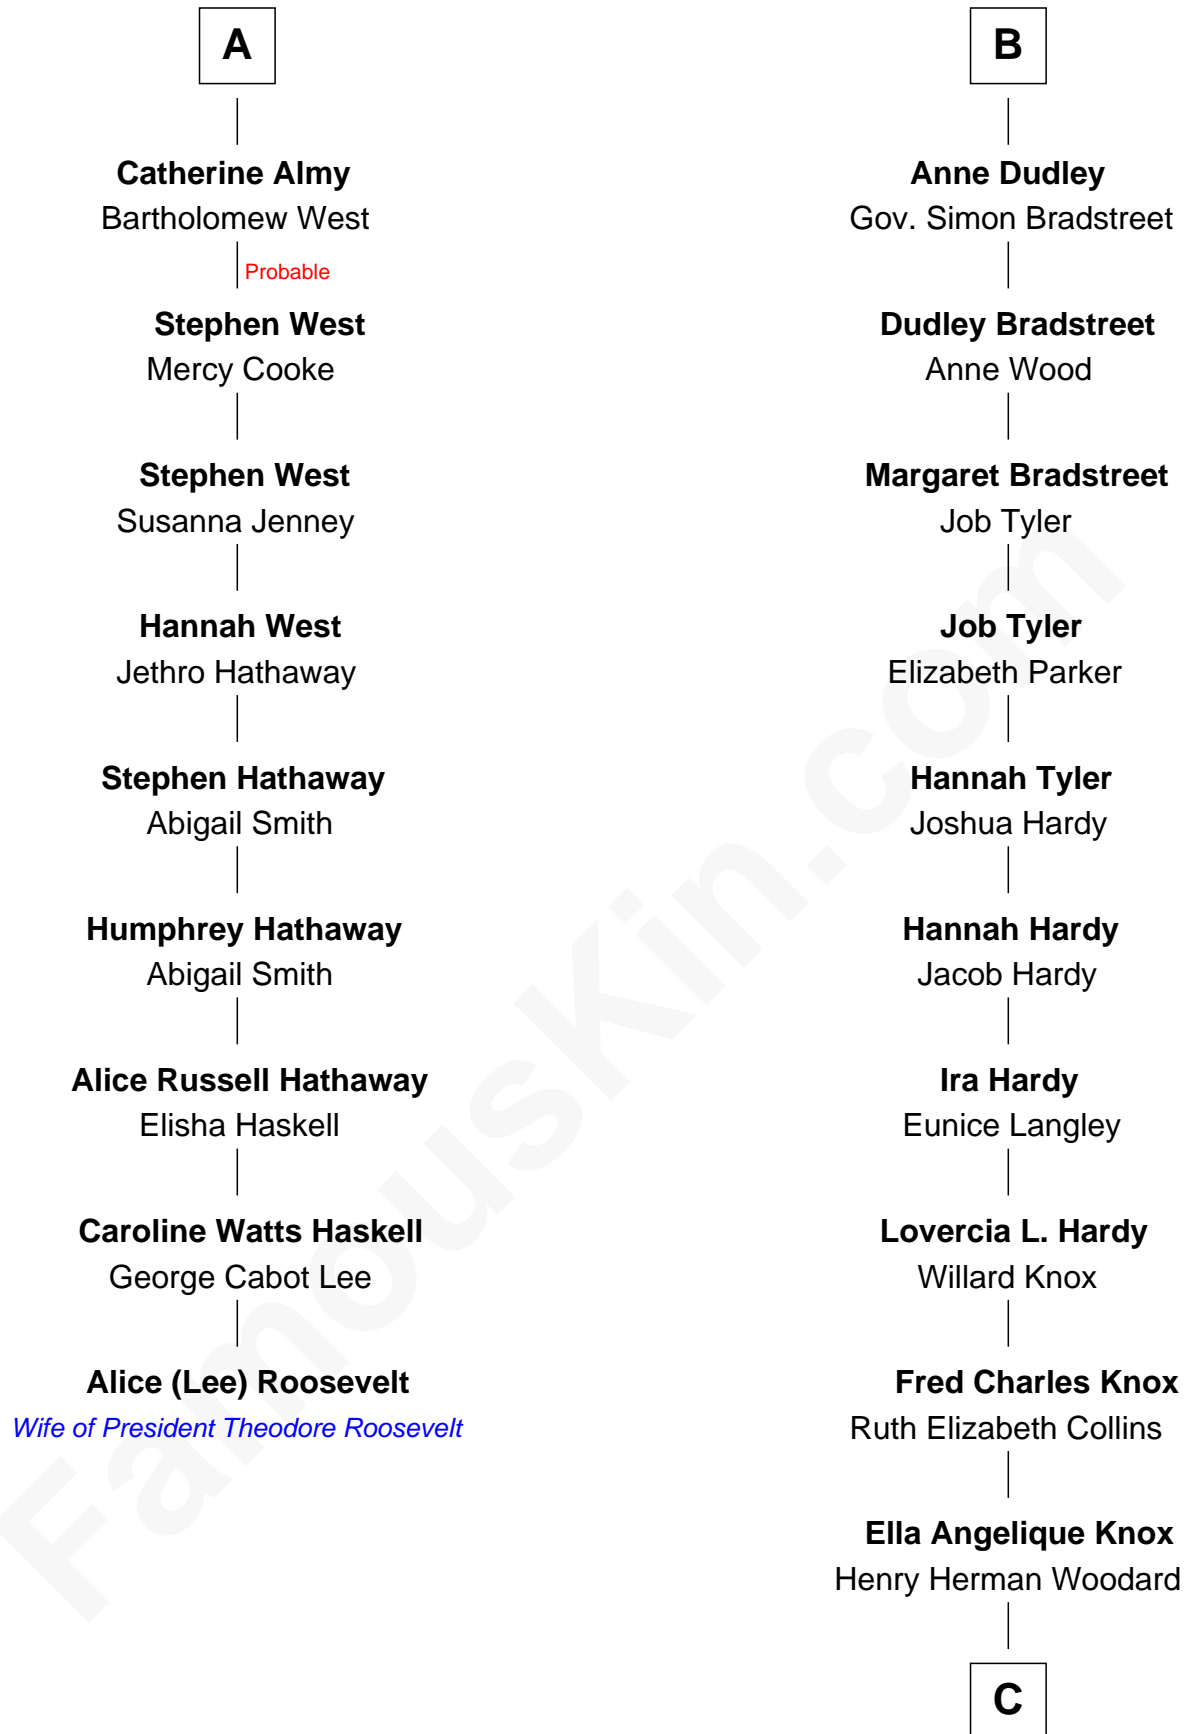 A
Catherine Almy
Bartholomew West
Probable
Stephen West
Mercy Cooke
Stephen West
Susanna Jenney
Hannah West
Jethro Hathaway
Stephen Hathaway
Abigail Smith
Humphrey Hathaway
Abigail Smith
Alice Russell Hathaway
Elisha Haskell
Caroline Watts Haskell
George Cabot Lee
Alice (Lee) Roosevelt
Wife of President Theodore Roosevelt
B
Anne Dudley
Gov. Simon Bradstreet
Dudley Bradstreet
Anne Wood
Margaret Bradstreet
Job Tyler
Job Tyler
Elizabeth Parker
Hannah Tyler
Joshua Hardy
Hannah Hardy
Jacob Hardy
Ira Hardy
Eunice Langley
Lovercia L. Hardy
Willard Knox
Fred Charles Knox
Ruth Elizabeth Collins
Ella Angelique Knox
Henry Herman Woodard
C
FamousKin.com